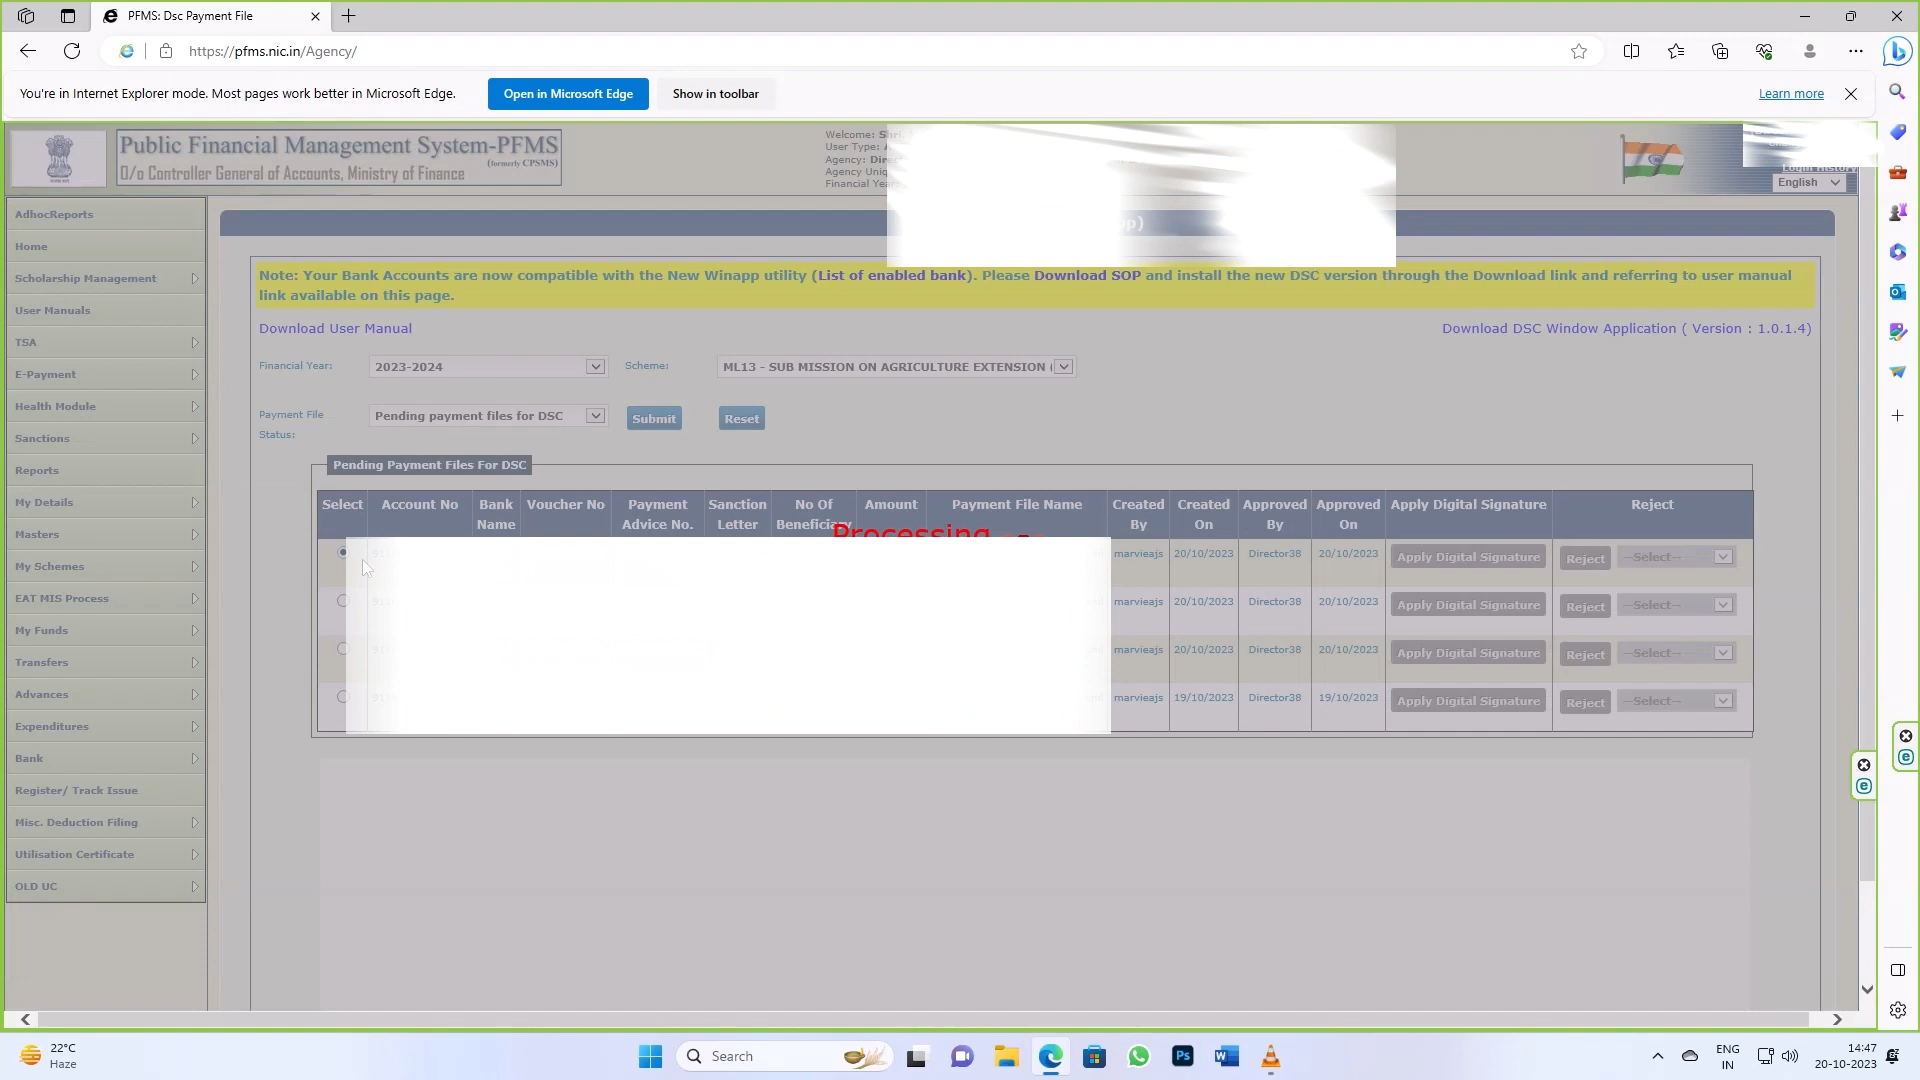 PFMS: Dsc Payment File
https://pfms.nic.in/Agency/
You're in Internet Explorer mode. Most pages work better in Microsoft Edge.
Open in Microsoft Edge
Show in toolbar
Learn more
Public Financial Management System-PFMS
(formerly CPSMS)
O/o Controller General of Accounts, Ministry of Finance
Welcome: Shri.
User Type:
Agency: Dire
Agency Uniq
Financial Year
Login History
English
AdhocReports
Home
Scholarship Management
User Manuals
TSA
E-Payment
Health Module
Sanctions
Reports
My Details
Masters
My Schemes
EAT MIS Process
My Funds
Transfers
Advances
Expenditures
Bank
Register/ Track Issue
Misc. Deduction Filing
Utilisation Certificate
OLD UC
Note: Your Bank Accounts are now compatible with the New Winapp utility (List of enabled bank). Please Download SOP and install the new DSC version through the Download link and referring to user manual
link available on this page.
Download User Manual
Download DSC Window Application ( Version : 1.0.1.4)
Financial Year:
2023-2024
Scheme:
ML13 - SUB MISSION ON AGRICULTURE EXTENSION (
Payment File
Status:
Pending payment files for DSC
Submit
Reset
Pending Payment Files For DSC
Select Account No Bank Name Voucher No Payment Advice No. Sanction Letter No Of Beneficiary Amount Payment File Name Created By Created On Approved By Approved On Apply Digital Signature Reject
Processing
marvieajs 20/10/2023 Director38 20/10/2023 Apply Digital Signature Reject --Select--
marvieajs 20/10/2023 Director38 20/10/2023 Apply Digital Signature Reject --Select--
marvieajs 20/10/2023 Director38 20/10/2023 Apply Digital Signature Reject --Select--
marvieajs 19/10/2023 Director38 19/10/2023 Apply Digital Signature Reject --Select--
22°C
Haze
Search
Ps
ENG
IN
14:47
20-10-2023